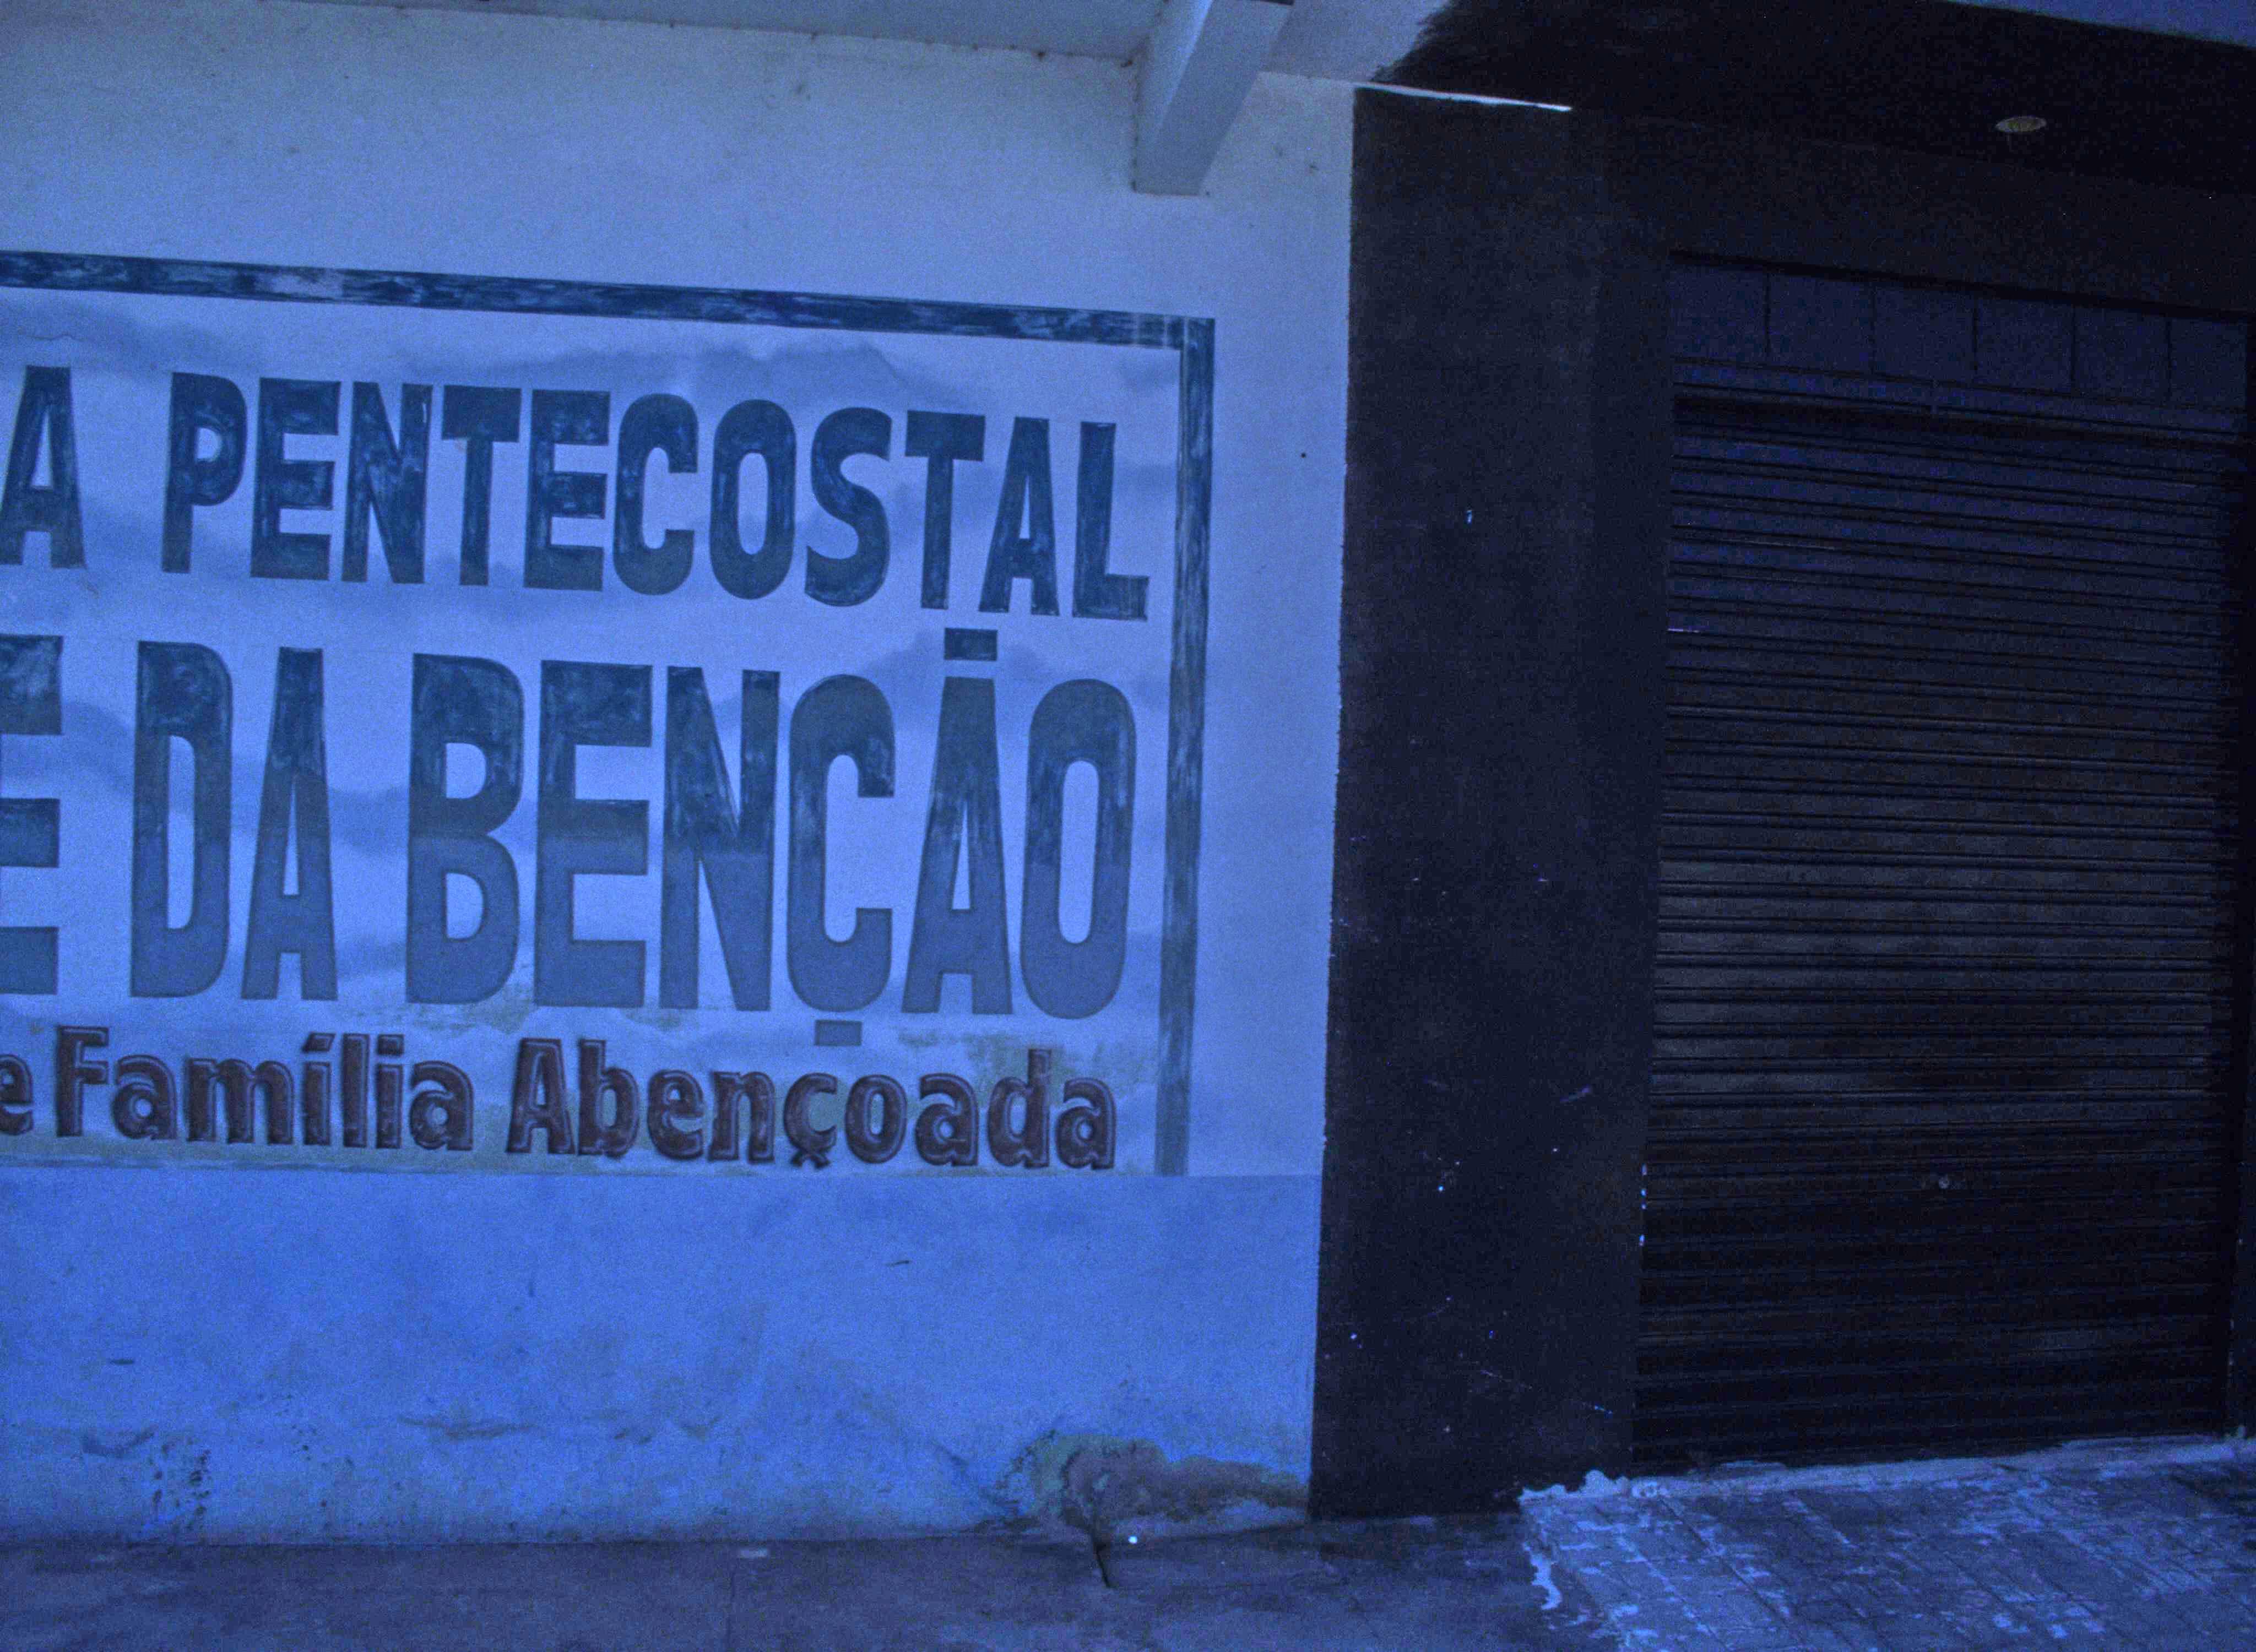 A PENTECOSTAL
E DA BENÇÃO
e Família Abençoada